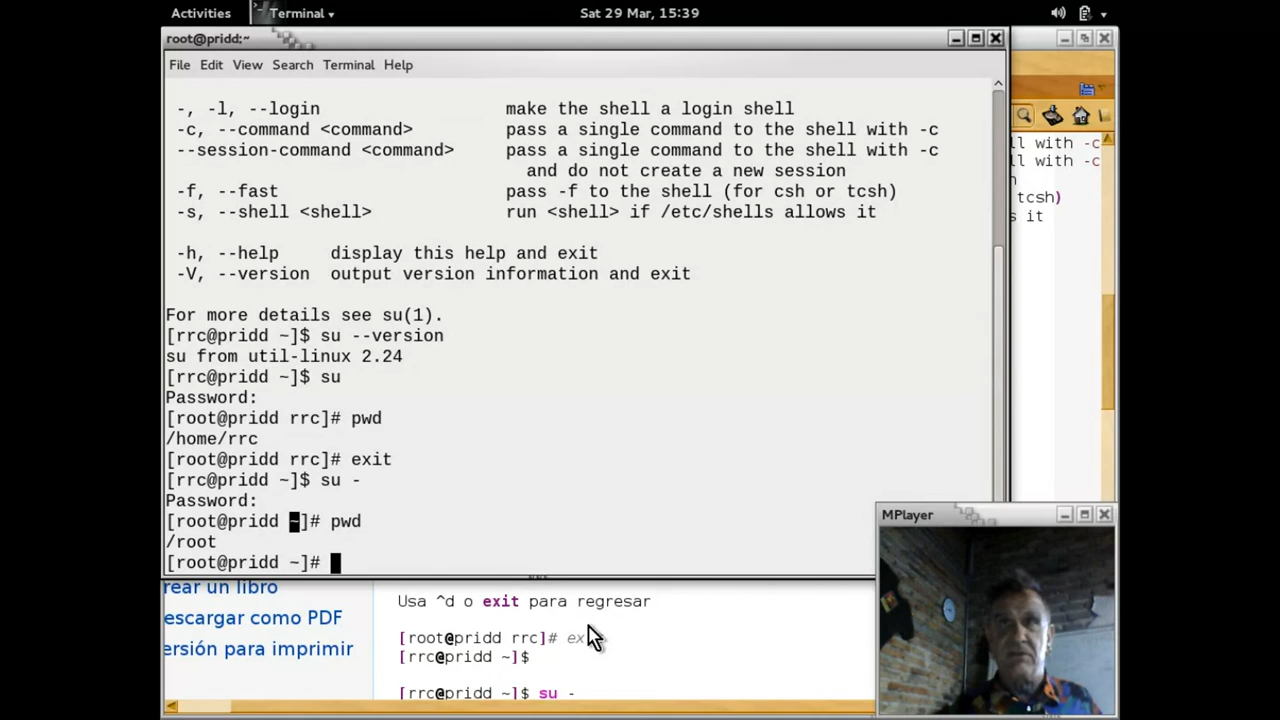 Activities
Terminal
Sat 29 Mar, 15:39
root@pridd:~
File Edit View Search Terminal Help
-, -l, --login make the shell a login shell
-c, --command <command> pass a single command to the shell with -c
--session-command <command> pass a single command to the shell with -c
and do not create a new session
-f, --fast pass -f to the shell (for csh or tcsh)
-s, --shell <shell> run <shell> if /etc/shells allows it
-h, --help display this help and exit
-V, --version output version information and exit
For more details see su(1).
[rrc@pridd ~]$ su --version
su from util-linux 2.24
[rrc@pridd ~]$ su
Password:
[root@pridd rrc]# pwd
/home/rrc
[root@pridd rrc]# exit
[rrc@pridd ~]$ su -
Password:
[root@pridd ~]# pwd
/root
[root@pridd ~]#
ll with -c
ll with -c
n
tcsh)
s it
MPlayer
rear un libro
escargar como PDF
ersión para imprimir
Usa ^d o exit para regresar
[root@pridd rrc]# ex
[rrc@pridd ~]$
[rrc@pridd ~]$ su -